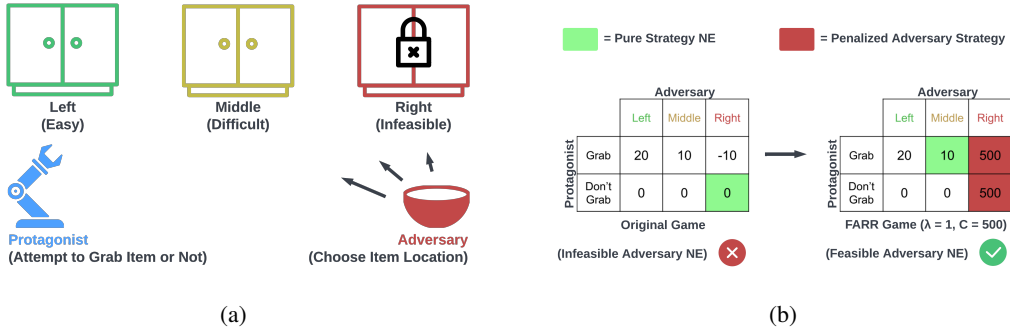 Left
(Easy)
Middle
(Difficult)
Right
(Infeasible)
Protagonist
(Attempt to Grab Item or Not)
Adversary
(Choose Item Location)
(a)
= Pure Strategy NE
= Penalized Adversary Strategy
Adversary
Left Middle Right
Protagonist
Grab 20 10 -10
Don't
Grab 0 0 0
Original Game
(Infeasible Adversary NE)
Adversary
Left Middle Right
Protagonist
Grab 20 10 500
Don't
Grab 0 0 500
FARR Game (λ = 1, C = 500)
(Feasible Adversary NE)
(b)